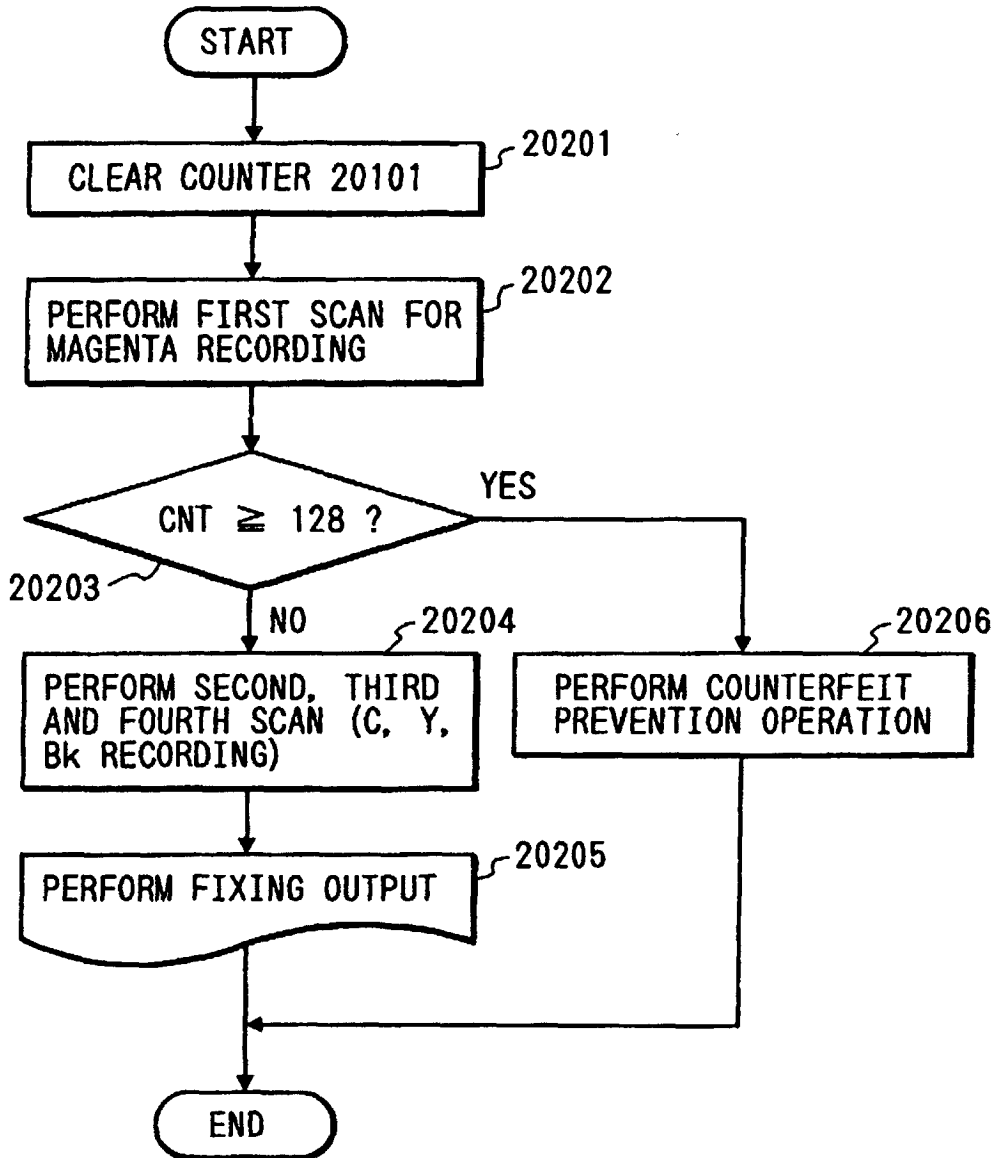 START
20201
CLEAR COUNTER 20101
20202
PERFORM FIRST SCAN FOR
MAGENTA RECORDING
YES
CNT ≧ 128 ?
20203
NO
20204
20206
PERFORM SECOND, THIRD
AND FOURTH SCAN (C, Y,
Bk RECORDING)
PERFORM COUNTERFEIT
PREVENTION OPERATION
20205
PERFORM FIXING OUTPUT
END